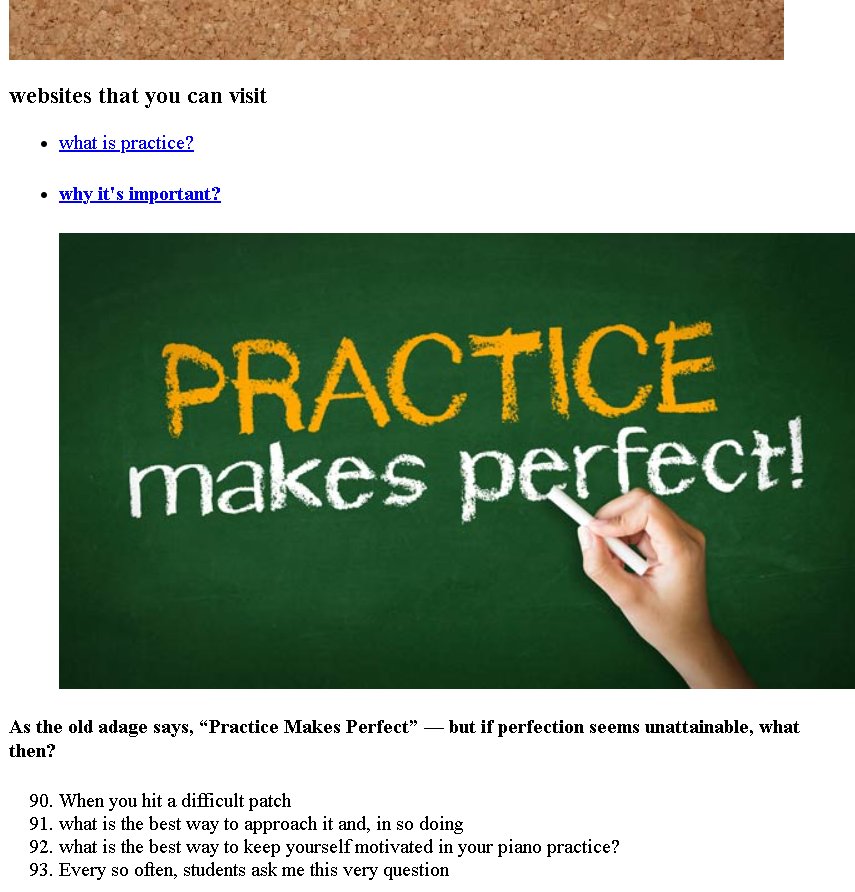 websites that you can visit
what is practice?
why it's important?
PRACTICE
makes perfect!
As the old adage says, “Practice Makes Perfect” — but if perfection seems unattainable, what
then?
90. When you hit a difficult patch
91. what is the best way to approach it and, in so doing
92. what is the best way to keep yourself motivated in your piano practice?
93. Every so often, students ask me this very question